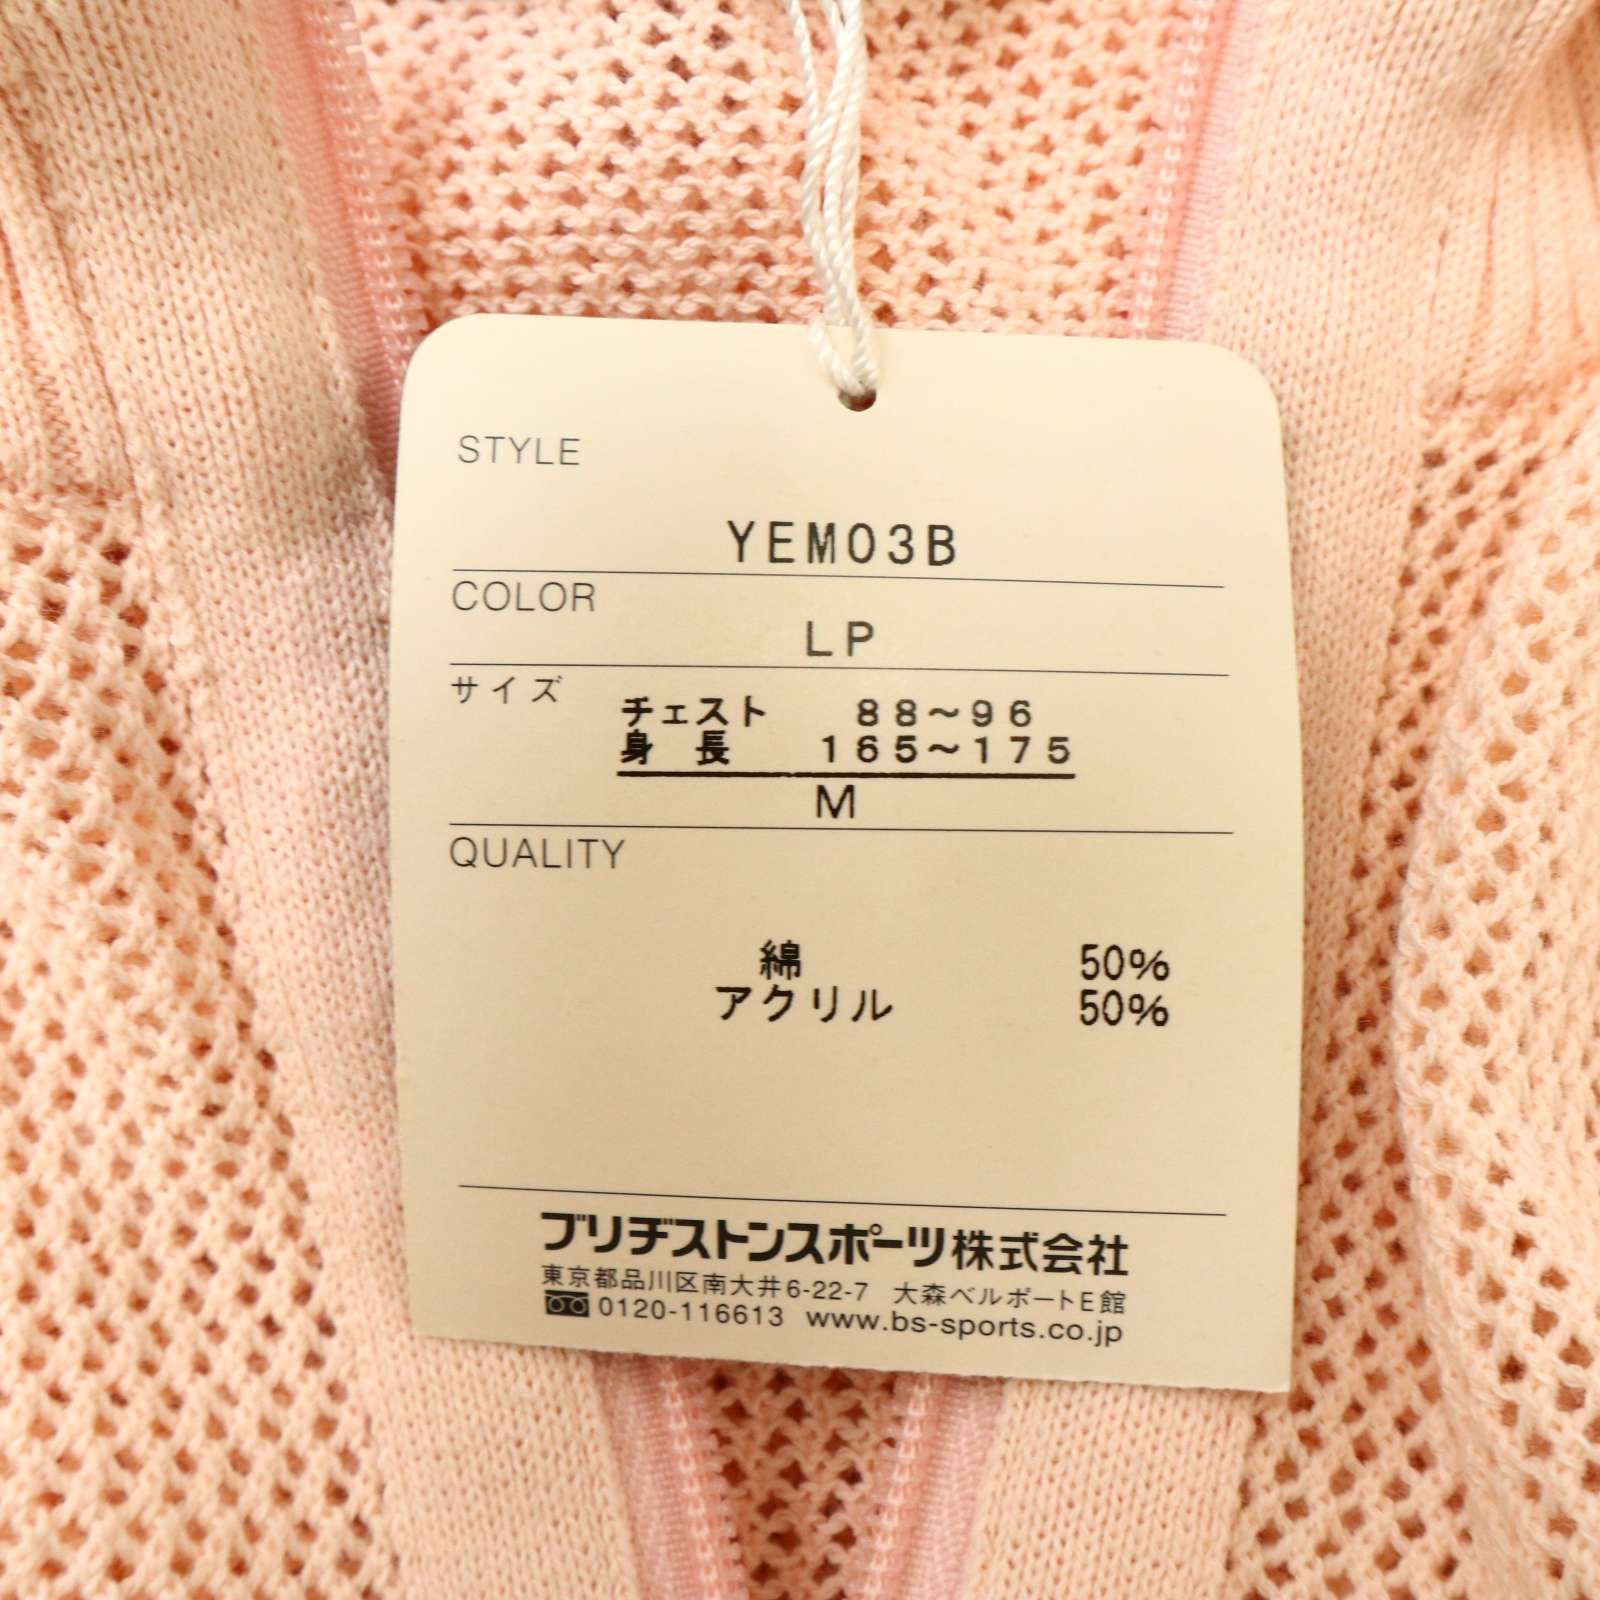 STYLE
YEM03B
COLOR
LP
サイズ
チェスト 88～96
身長 165～175
M
QUALITY
綿 50%
アクリル 50%
ブリヂストンスポーツ株式会社
東京都品川区南大井6-22-7 大森ベルポートE館
0120-116613 www.bs-sports.co.jp